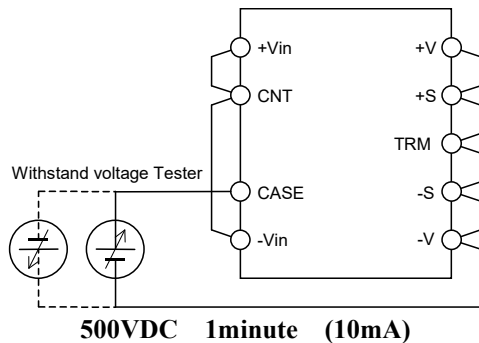 +Vin
+V
CNT
+S
TRM
Withstand voltage Tester
CASE
-S
-Vin
-V
500VDC 1minute (10mA)